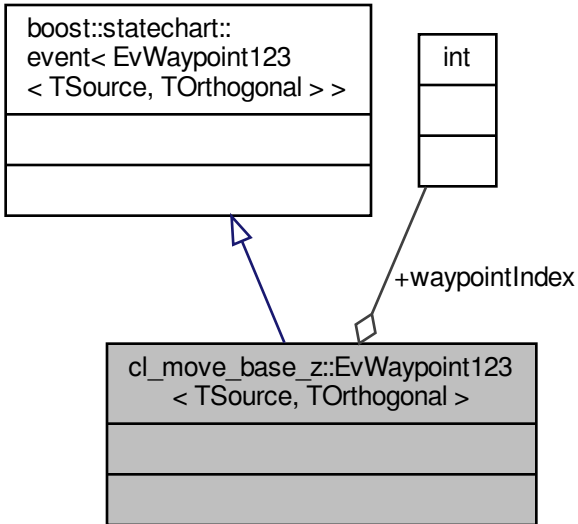 boost::statechart::
event< EvWaypoint123
< TSource, TOrthogonal > >
int
+waypointIndex
cl_move_base_z::EvWaypoint123
< TSource, TOrthogonal >